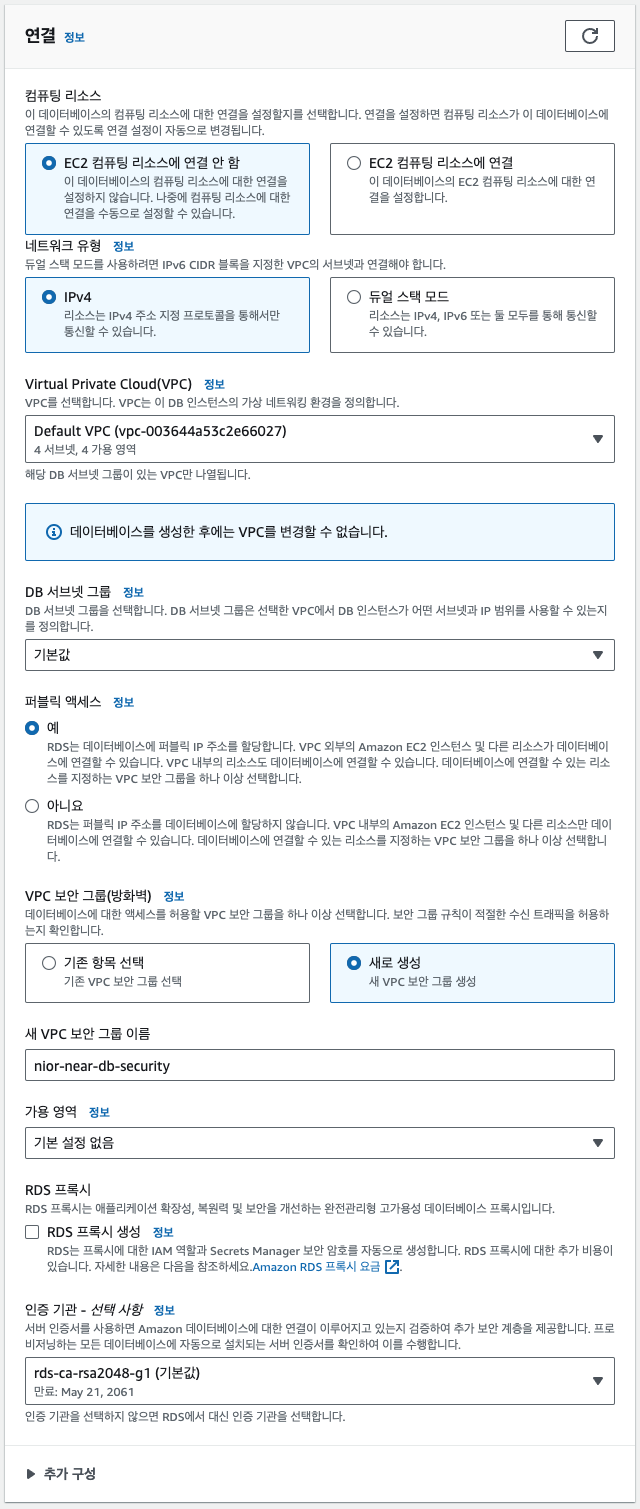 연결 정보
컴퓨팅 리소스
이 데이터베이스의 컴퓨팅 리소스에 대한 연결을 설정할지를 선택합니다. 연결을 설정하면 컴퓨팅 리소스가 이 데이터베이스에
연결할 수 있도록 연결 설정이 자동으로 변경됩니다.
EC2 컴퓨팅 리소스에 연결 안 함
이 데이터베이스의 컴퓨팅 리소스에 대한 연결을
설정하지 않습니다. 나중에 컴퓨팅 리소스에 대한
연결을 수동으로 설정할 수 있습니다.
EC2 컴퓨팅 리소스에 연결
이 데이터베이스의 EC2 컴퓨팅 리소스에 대한 연
결을 설정합니다.
네트워크 유형 정보
듀얼 스택 모드를 사용하려면 IPv6 CIDR 블록을 지정한 VPC의 서브넷과 연결해야 합니다.
IPv4
리소스는 IPv4 주소 지정 프로토콜을 통해서만
통신할 수 있습니다.
듀얼 스택 모드
리소스는 IPv4, IPv6 또는 둘 모두를 통해 통신할
수 있습니다.
Virtual Private Cloud(VPC) 정보
VPC를 선택합니다. VPC는 이 DB 인스턴스의 가상 네트워킹 환경을 정의합니다.
Default VPC (vpc-003644a53c2e66027)
4 서브넷, 4 가용 영역
해당 DB 서브넷 그룹이 있는 VPC만 나열됩니다.
데이터베이스를 생성한 후에는 VPC를 변경할 수 없습니다.
DB 서브넷 그룹 정보
DB 서브넷 그룹을 선택합니다. DB 서브넷 그룹은 선택한 VPC에서 DB 인스턴스가 어떤 서브넷과 IP 범위를 사용할 수 있는지
를 정의합니다.
기본값
퍼블릭 액세스 정보
예
RDS는 데이터베이스에 퍼블릭 IP 주소를 할당합니다. VPC 외부의 Amazon EC2 인스턴스 및 다른 리소스가 데이터베이
스에 연결할 수 있습니다. VPC 내부의 리소스도 데이터베이스에 연결할 수 있습니다. 데이터베이스에 연결할 수 있는 리소
스를 지정하는 VPC 보안 그룹을 하나 이상 선택합니다.
아니요
RDS는 퍼블릭 IP 주소를 데이터베이스에 할당하지 않습니다. VPC 내부의 Amazon EC2 인스턴스 및 다른 리소스만 데이
터베이스에 연결할 수 있습니다. 데이터베이스에 연결할 수 있는 리소스를 지정하는 VPC 보안 그룹을 하나 이상 선택합니
다.
VPC 보안 그룹(방화벽) 정보
데이터베이스에 대한 액세스를 허용할 VPC 보안 그룹을 하나 이상 선택합니다. 보안 그룹 규칙이 적절한 수신 트래픽을 허용하
는지 확인합니다.
기존 항목 선택
기존 VPC 보안 그룹 선택
새로 생성
새 VPC 보안 그룹 생성
새 VPC 보안 그룹 이름
nior-near-db-security
가용 영역 정보
기본 설정 없음
RDS 프록시
RDS 프록시는 애플리케이션 확장성, 복원력 및 보안을 개선하는 완전관리형 고가용성 데이터베이스 프록시입니다.
RDS 프록시 생성 정보
RDS는 프록시에 대한 IAM 역할과 Secrets Manager 보안 암호를 자동으로 생성합니다. RDS 프록시에 대한 추가 비용이
있습니다. 자세한 내용은 다음을 참조하세요.Amazon RDS 프록시 요금.
인증 기관 - 선택 사항 정보
서버 인증서를 사용하면 Amazon 데이터베이스에 대한 연결이 이루어지고 있는지 검증하여 추가 보안 계층을 제공합니다. 프로
비저닝하는 모든 데이터베이스에 자동으로 설치되는 서버 인증서를 확인하여 이를 수행합니다.
rds-ca-rsa2048-g1 (기본값)
만료: May 21, 2061
인증 기관을 선택하지 않으면 RDS에서 대신 인증 기관을 선택합니다.
추가 구성